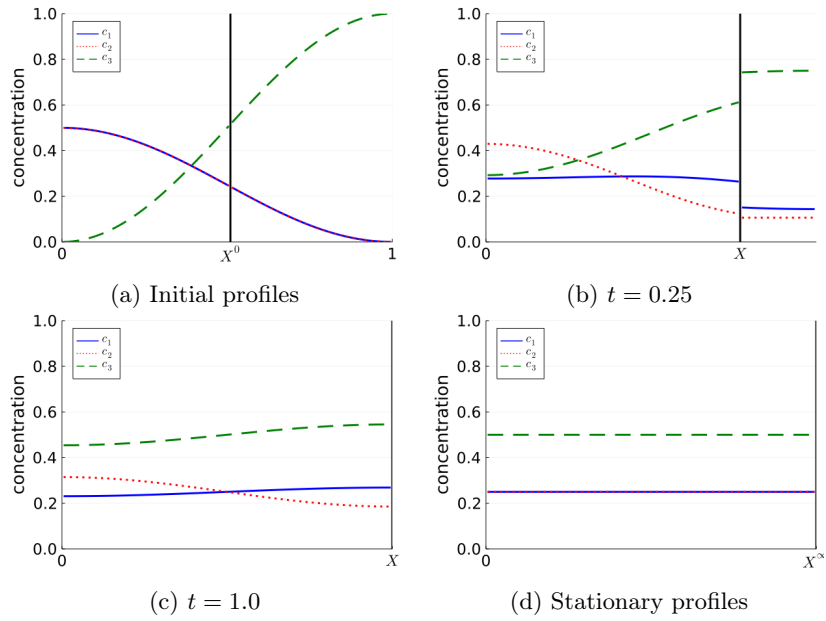 1.0
0.8
0.6
0.4
0.2
0.0
concentration
c₁
c₂
c₃
0
X⁰
1
(a) Initial profiles
1.0
0.8
0.6
0.4
0.2
0.0
concentration
c₁
c₂
c₃
0
X
(b) t = 0.25
1.0
0.8
0.6
0.4
0.2
0.0
concentration
c₁
c₂
c₃
0
X
(c) t = 1.0
1.0
0.8
0.6
0.4
0.2
0.0
concentration
c₁
c₂
c₃
0
X^∞
(d) Stationary profiles